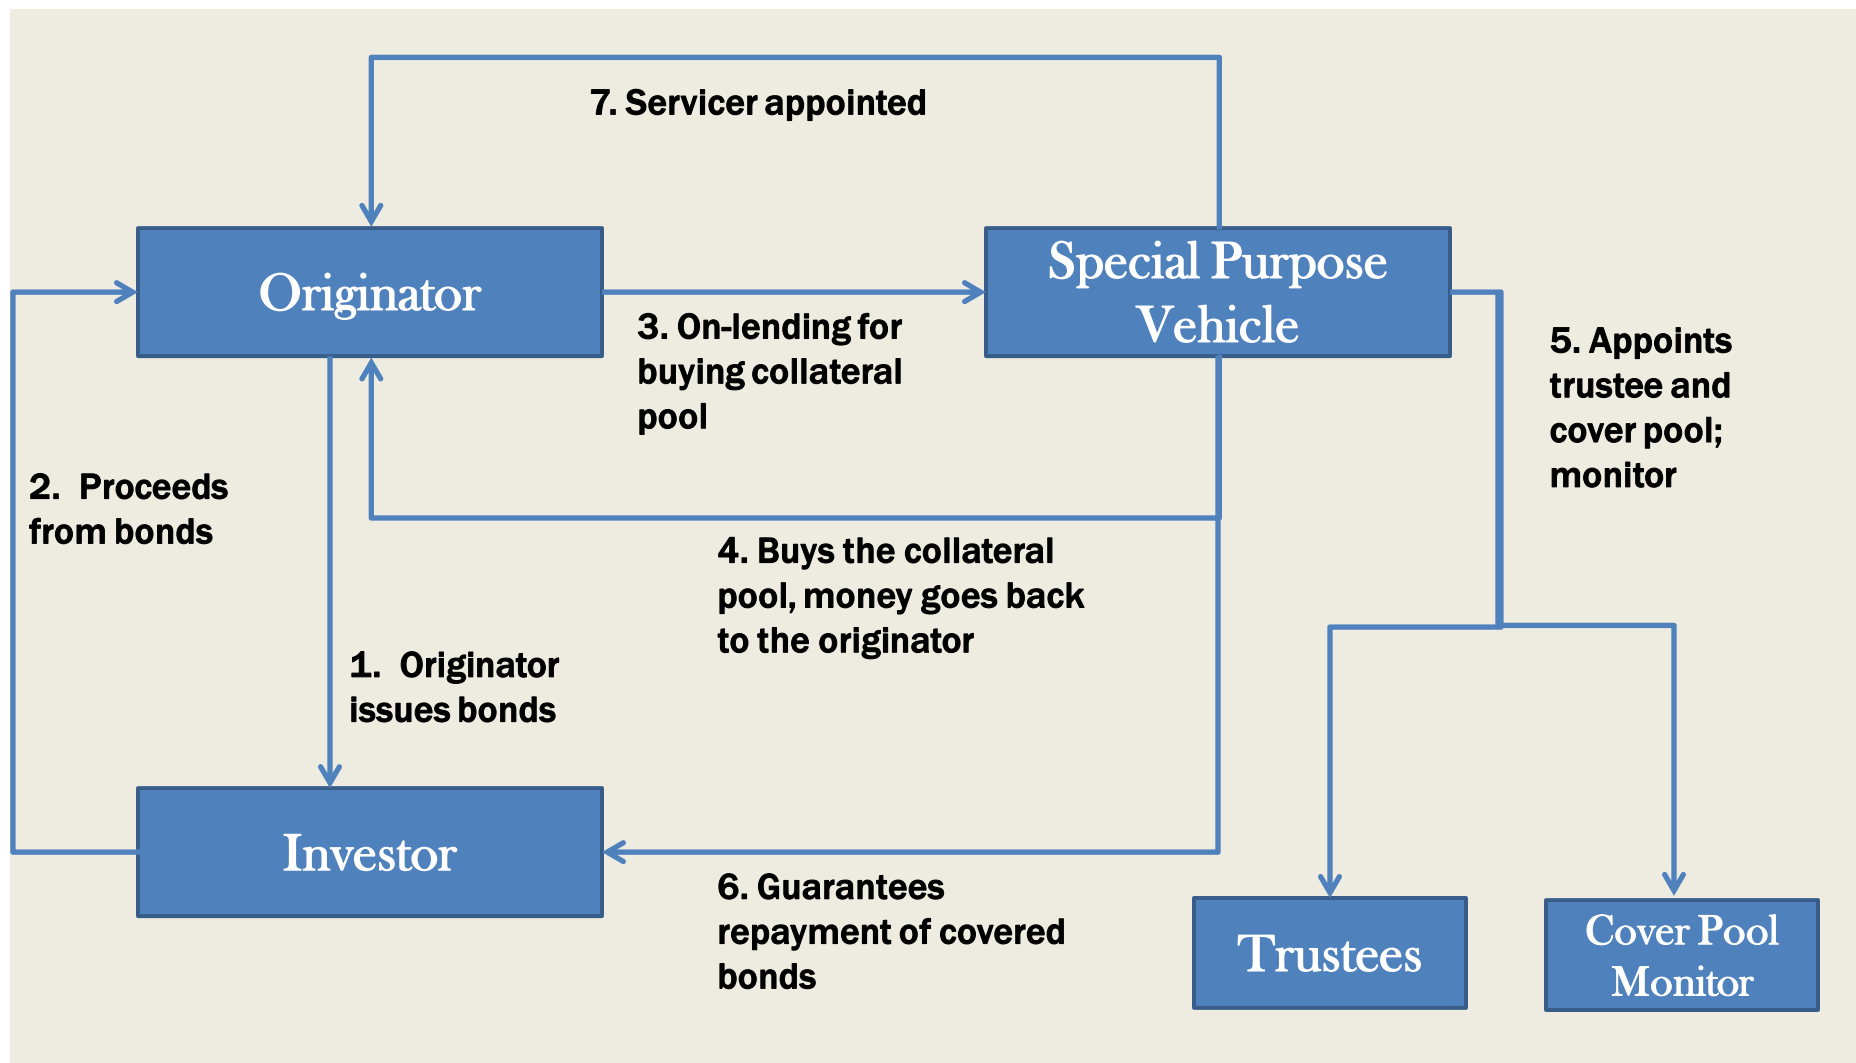 7. Servicer appointed
Originator
Special Purpose
Vehicle
3. On-lending for
buying collateral
pool
5. Appoints
trustee and
cover pool;
monitor
2. Proceeds
from bonds
4. Buys the collateral
pool, money goes back
to the originator
1. Originator
issues bonds
Investor
6. Guarantees
repayment of covered
bonds
Trustees
Cover Pool
Monitor